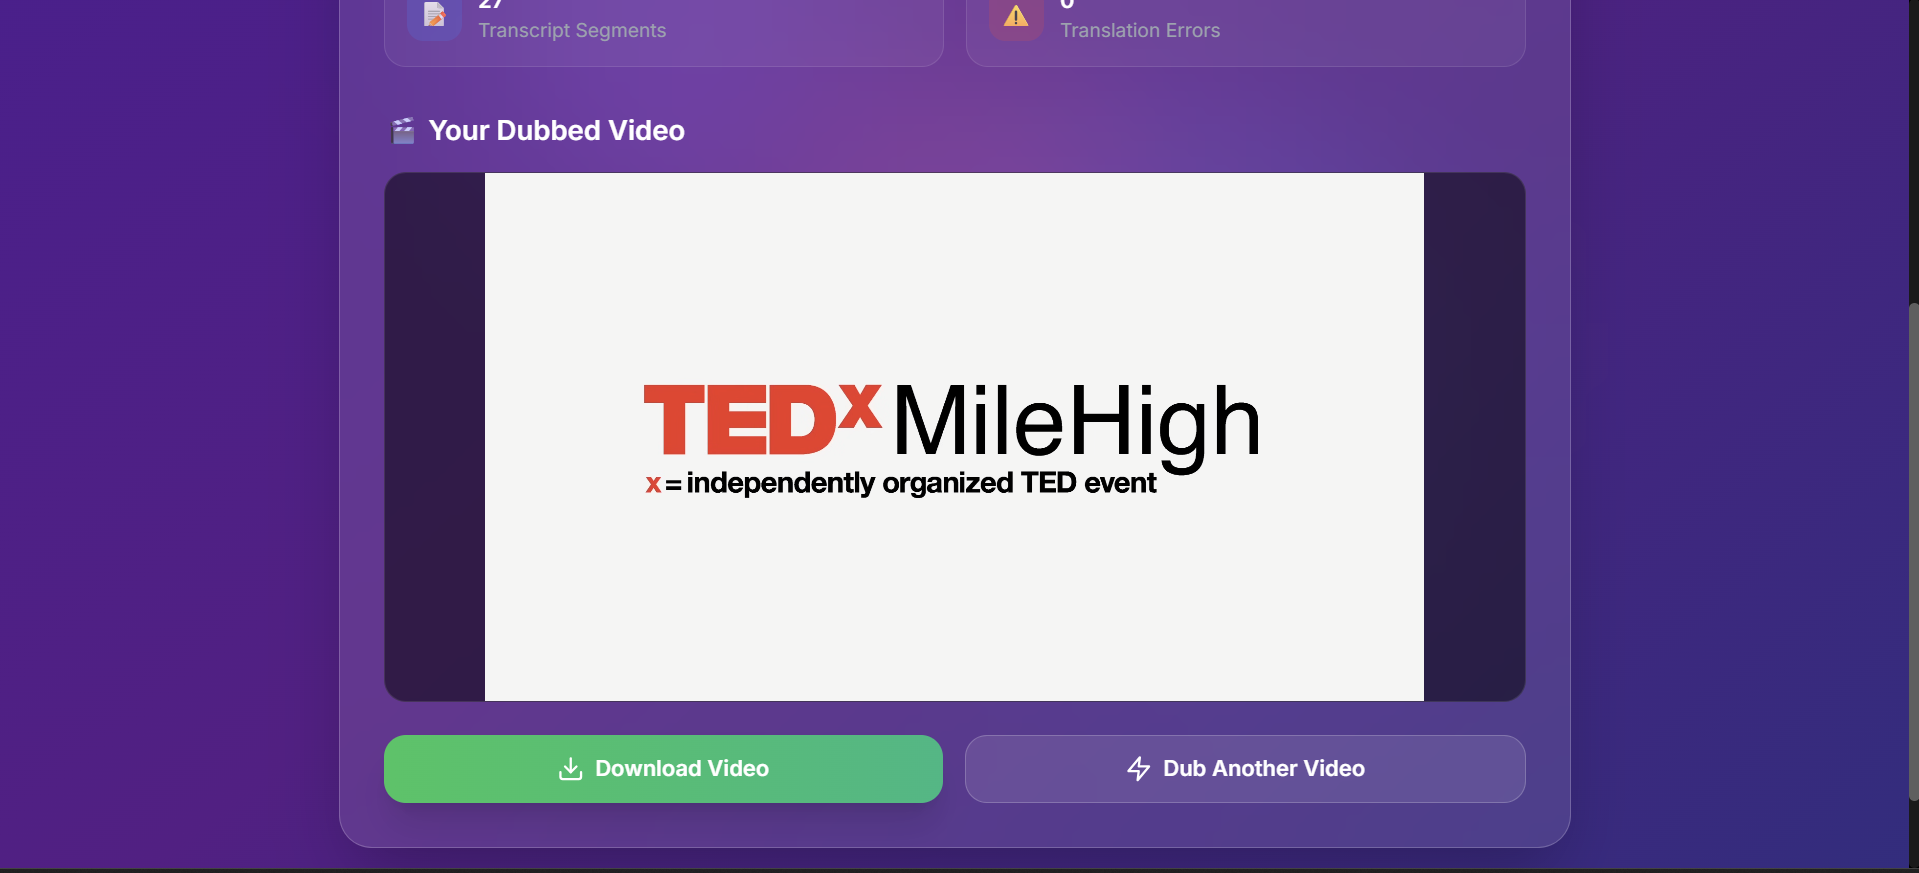 27
Transcript Segments
0
Translation Errors
Your Dubbed Video
TEDx MileHigh
x = independently organized TED event
Download Video
Dub Another Video